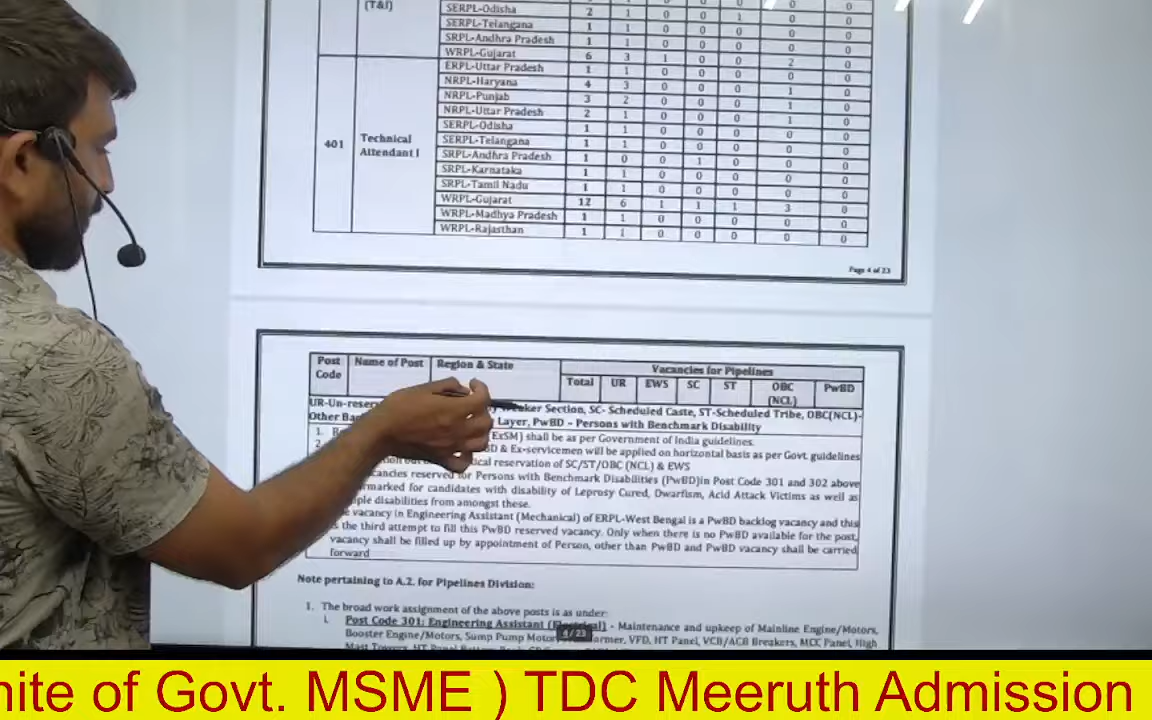 (T&I)
SERPL-Odisha 2 1 0 0 1 0 0
SERPL-Telangana 1 1 0 0 0 0 0
SRPL-Andhra Pradesh 1 1 0 0 0 0 0
WRPL-Gujarat 6 3 1 0 0 2 0
401 Technical Attendant I
ERPL-Uttar Pradesh 1 1 0 0 0 0 0
NRPL-Haryana 4 3 0 0 0 1 0
NRPL-Punjab 3 2 0 0 0 1 0
NRPL-Uttar Pradesh 2 1 0 0 0 1 0
SERPL-Odisha 1 1 0 0 0 0 0
SERPL-Telangana 1 1 0 0 0 0 0
SRPL-Andhra Pradesh 1 0 0 1 0 0 0
SRPL-Karnataka 1 1 0 0 0 0 0
SRPL-Tamil Nadu 1 1 0 0 0 0 0
WRPL-Gujarat 12 6 1 1 1 3 0
WRPL-Madhya Pradesh 1 1 0 0 0 0 0
WRPL-Rajasthan 1 1 0 0 0 0 0
Page 4 of 23
Post Code Name of Post Region & State Vacancies for Pipelines
Total UR EWS SC ST OBC (NCL) PwBD
UR-Un-reser Section, SC- Scheduled Caste, ST-Scheduled Tribe, OBC(NCL)-
Other Ba Layer, PwBD - Persons with Benchmark Disability
1. ExSM) shall be as per Government of India guidelines.
2. BD & Ex-servicemen will be applied on horizontal basis as per Govt. guidelines
ical reservation of SC/ST/OBC (NCL) & EWS
cancies reserved for Persons with Benchmark Disabilities (PwBD)in Post Code 301 and 302 above
marked for candidates with disability of Leprosy Cured, Dwarfism, Acid Attack Victims as well as
ple disabilities from amongst these.
e vacancy in Engineering Assistant (Mechanical) of ERPL-West Bengal is a PwBD backlog vacancy and this
the third attempt to fill this PwBD reserved vacancy. Only when there is no PwBD available for the post,
vacancy shall be filled up by appointment of Person, other than PwBD and PwBD vacancy shall be carried
forward
Note pertaining to A.2. for Pipelines Division:
1. The broad work assignment of the above posts is as under:
i. Post Code 301: Engineering Assistant (Electrical) - Maintenance and upkeep of Mainline Engine/Motors,
Booster Engine/Motors, Sump Pump Motor ormer, VFD, HT Panel, VCB/ACB Breakers, MCC Panel, High
4/23
nite of Govt. MSME ) TDC Meeruth Admission